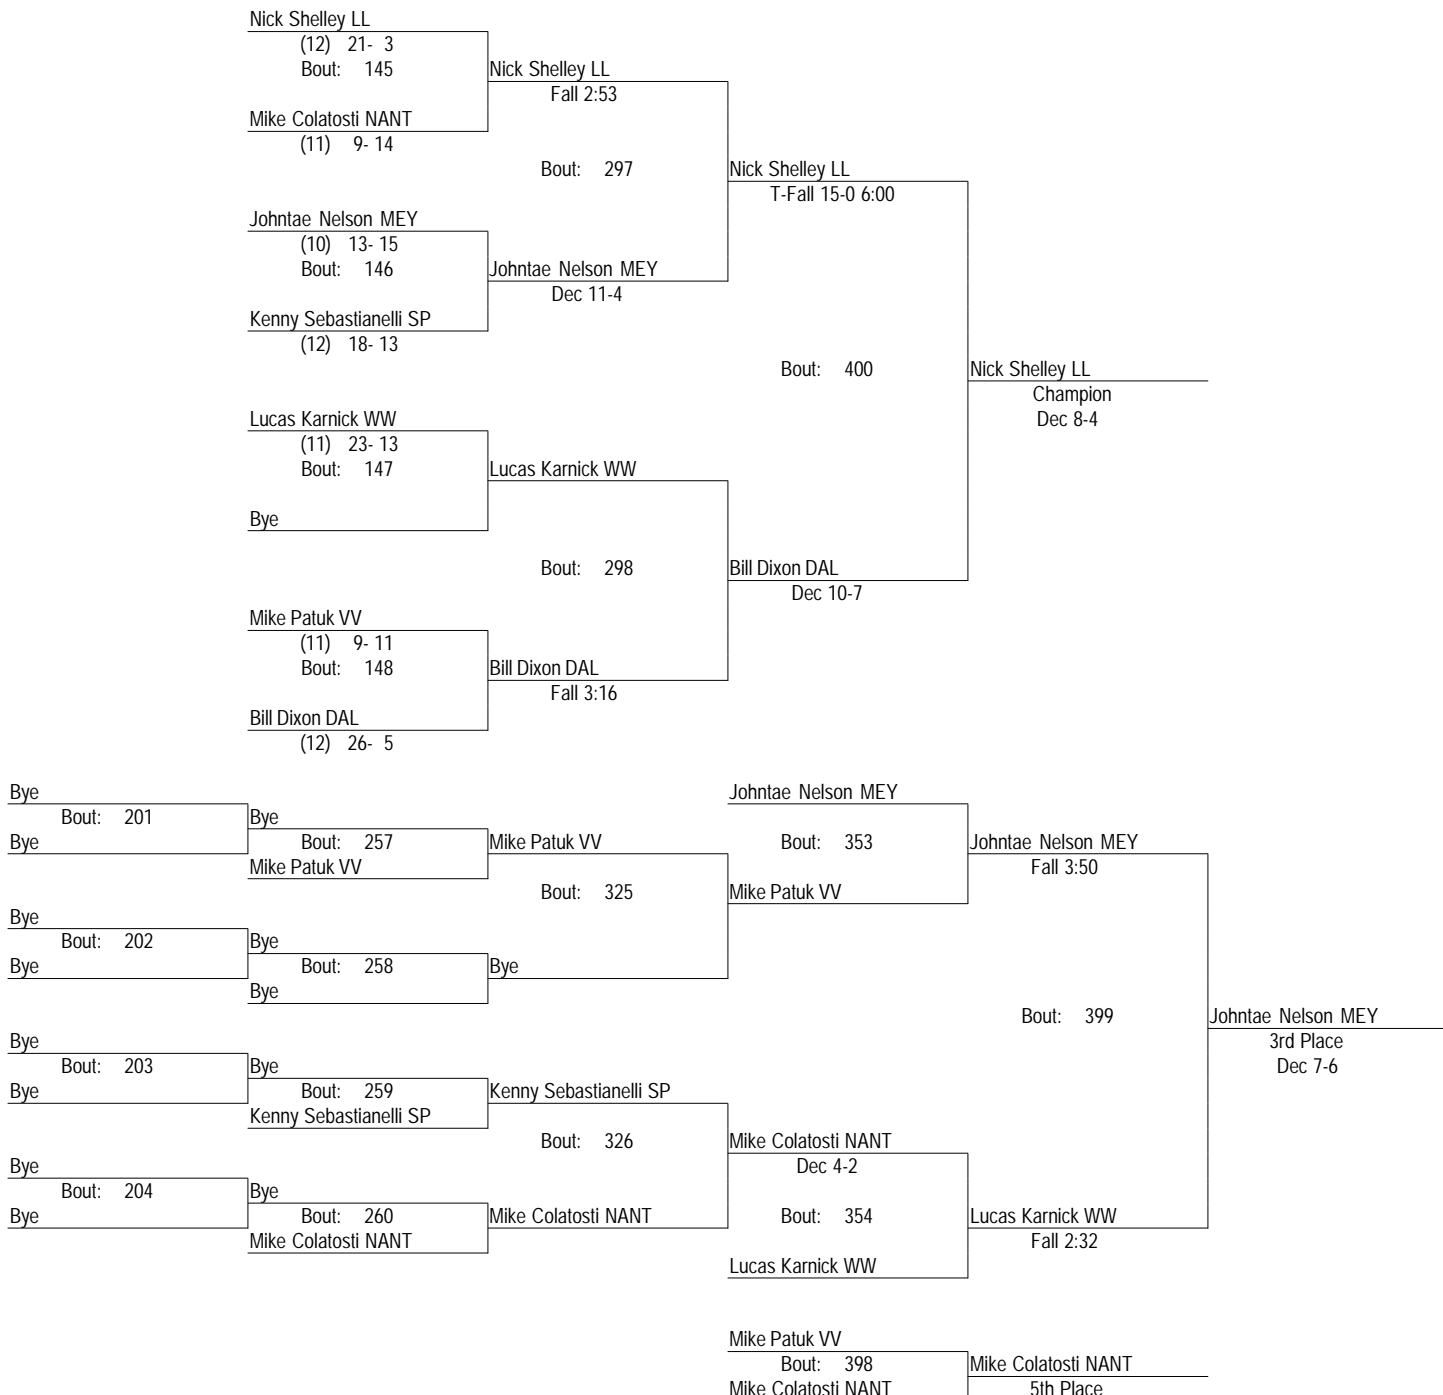 Nick Shelley LL
(12) 21- 3
Bout: 145
Nick Shelley LL
Fall 2:53
Mike Colatosti NANT
(11) 9- 14
Bout: 297
Nick Shelley LL
T-Fall 15-0 6:00
Johntae Nelson MEY
(10) 13- 15
Bout: 146
Johntae Nelson MEY
Dec 11-4
Kenny Sebastianelli SP
(12) 18- 13
Bout: 400
Nick Shelley LL
Champion
Dec 8-4
Lucas Karnick WW
(11) 23- 13
Bout: 147
Lucas Karnick WW
Bye
Bout: 298
Bill Dixon DAL
Dec 10-7
Mike Patuk VV
(11) 9- 11
Bout: 148
Bill Dixon DAL
Fall 3:16
Bill Dixon DAL
(12) 26- 5
Bye
Bout: 201
Bye
Bye
Bout: 257
Mike Patuk VV
Mike Patuk VV
Johntae Nelson MEY
Bout: 353
Johntae Nelson MEY
Fall 3:50
Bout: 325
Mike Patuk VV
Bye
Bout: 202
Bye
Bye
Bout: 258
Bye
Bye
Bout: 399
Johntae Nelson MEY
3rd Place
Dec 7-6
Bye
Bout: 203
Bye
Bye
Bout: 259
Kenny Sebastianelli SP
Kenny Sebastianelli SP
Bout: 326
Mike Colatosti NANT
Dec 4-2
Bye
Bout: 204
Bye
Bye
Bout: 260
Mike Colatosti NANT
Mike Colatosti NANT
Bout: 354
Lucas Karnick WW
Fall 2:32
Lucas Karnick WW
Mike Patuk VV
Bout: 398
Mike Colatosti NANT
Mike Colatosti NANT
5th Place